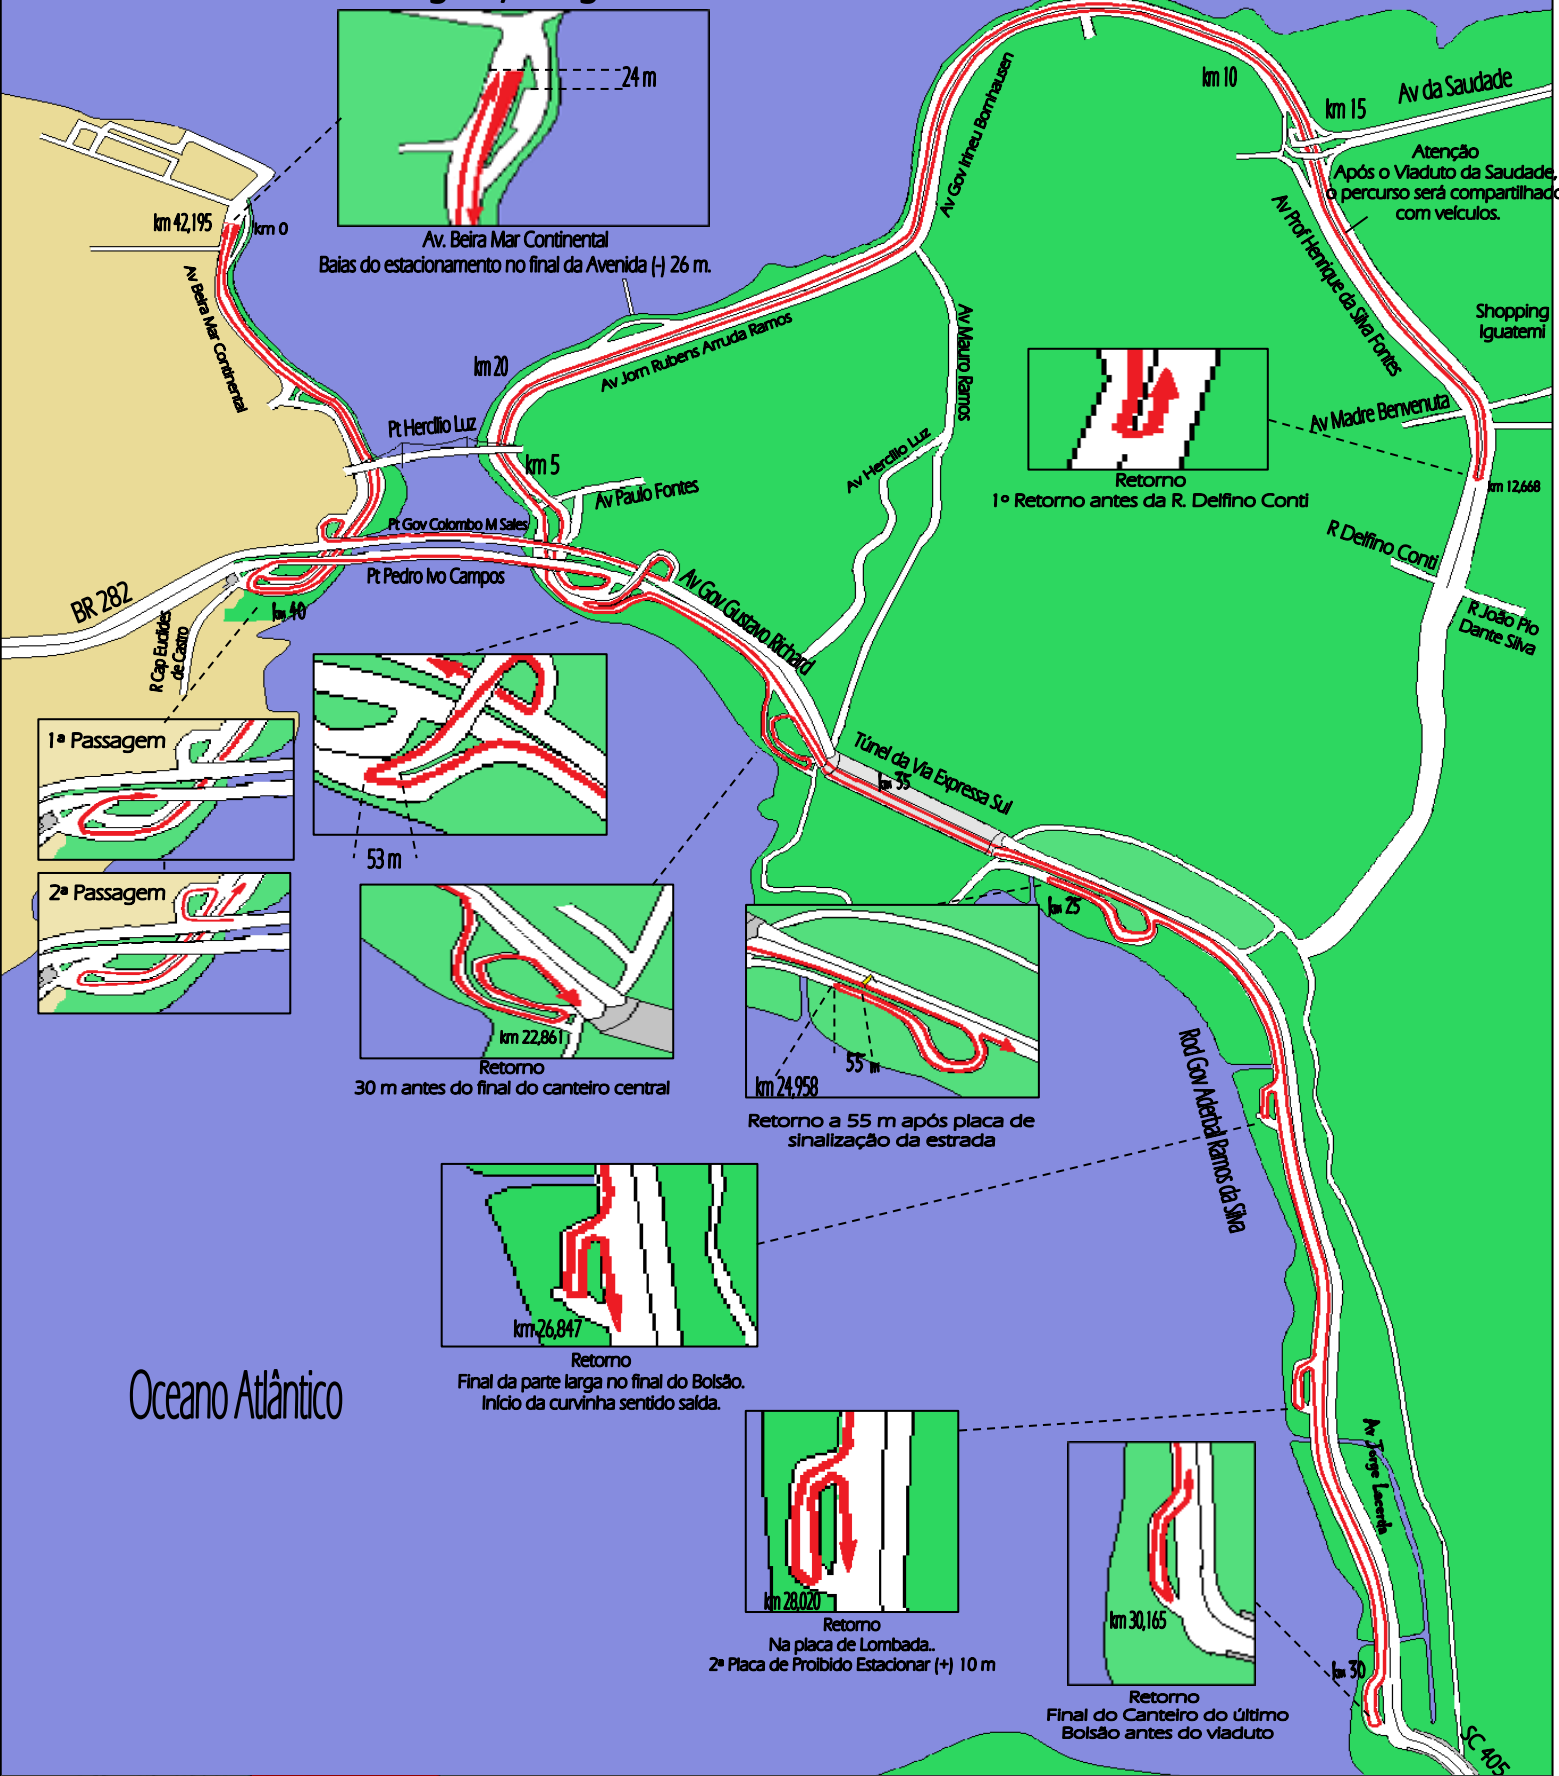 24 m
Av. Beira Mar Continental
Baias do estacionamento no final da Avenida (-) 26 m.
km 10
km 15
Av da Saudade
Atenção
Após o Viaduto da Saudade,
o percurso será compartilhado
com veículos.
Av Gov Irineu Bornhausen
Av Prof Henrique da Silva Fontes
km 42,195
km 0
Av Beira Mar Continental
Shopping
Iguatemi
Av Jorn Rubens Arruda Ramos
Av Mauro Ramos
km 20
Pt Hercílio Luz
km 5
Av Paulo Fontes
Av Hercílio Luz
Av Madre Benvenuta
Retorno
1º Retorno antes da R. Delfino Conti
km 12,668
Pt Gov Colombo M Sales
Pt Pedro Ivo Campos
R Delfino Conti
R João Pio
Dante Silva
BR 282
km 40
R Cap Euclides
de Castro
Av Gov Gustavo Richard
1ª Passagem
53 m
2ª Passagem
Túnel da Via Expressa Sul
km 35
km 25
km 22,861
Retorno
30 m antes do final do canteiro central
55 m
km 24,958
Retorno a 55 m após placa de
sinalização da estrada
Rod Gov Aderbal Ramos da Silva
km 26,847
Retorno
Final da parte larga no final do Bolsão.
Início da curvinha sentido saída.
Oceano Atlântico
Av Jorge Lacerda
km 28,020
Retorno
Na placa de Lombada..
2ª Placa de Proibido Estacionar (+) 10 m
km 30,165
km 30
Retorno
Final do Canteiro do último
Bolsão antes do viaduto
SC 405